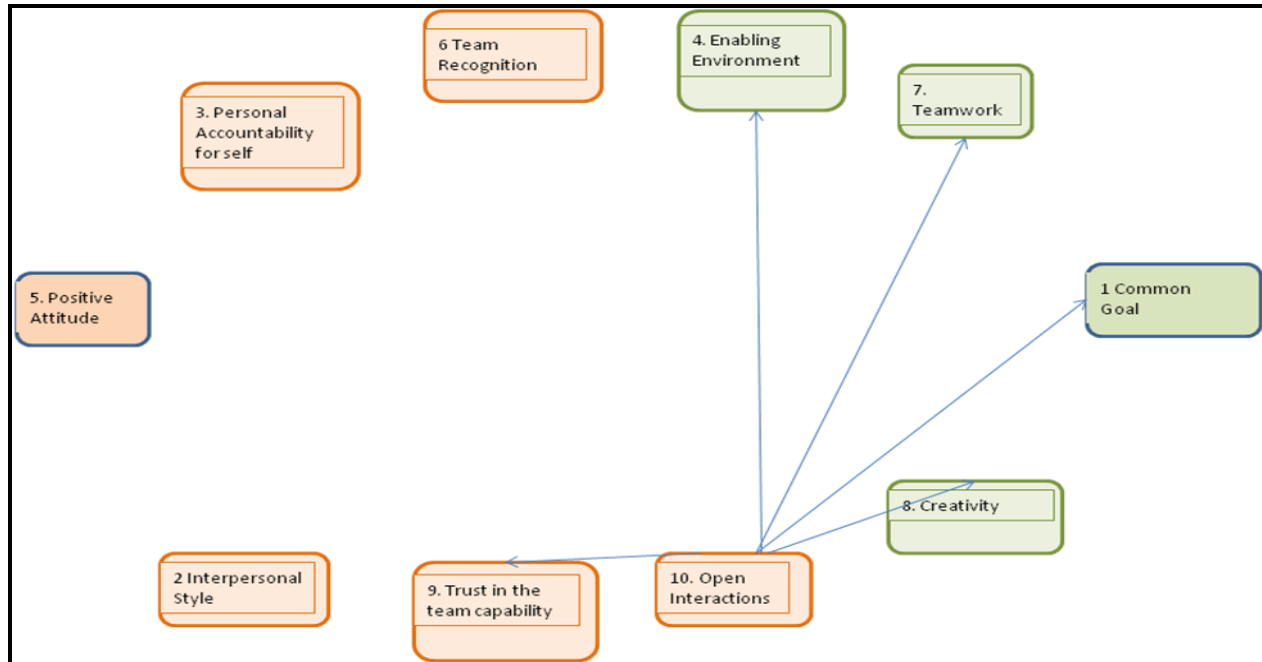 6 Team
Recognition
4. Enabling
Environment
7.
Teamwork
3. Personal
Accountability
for self
5. Positive
Attitude
1 Common
Goal
8. Creativity
2 Interpersonal
Style
9. Trust in the
team capability
10. Open
Interactions